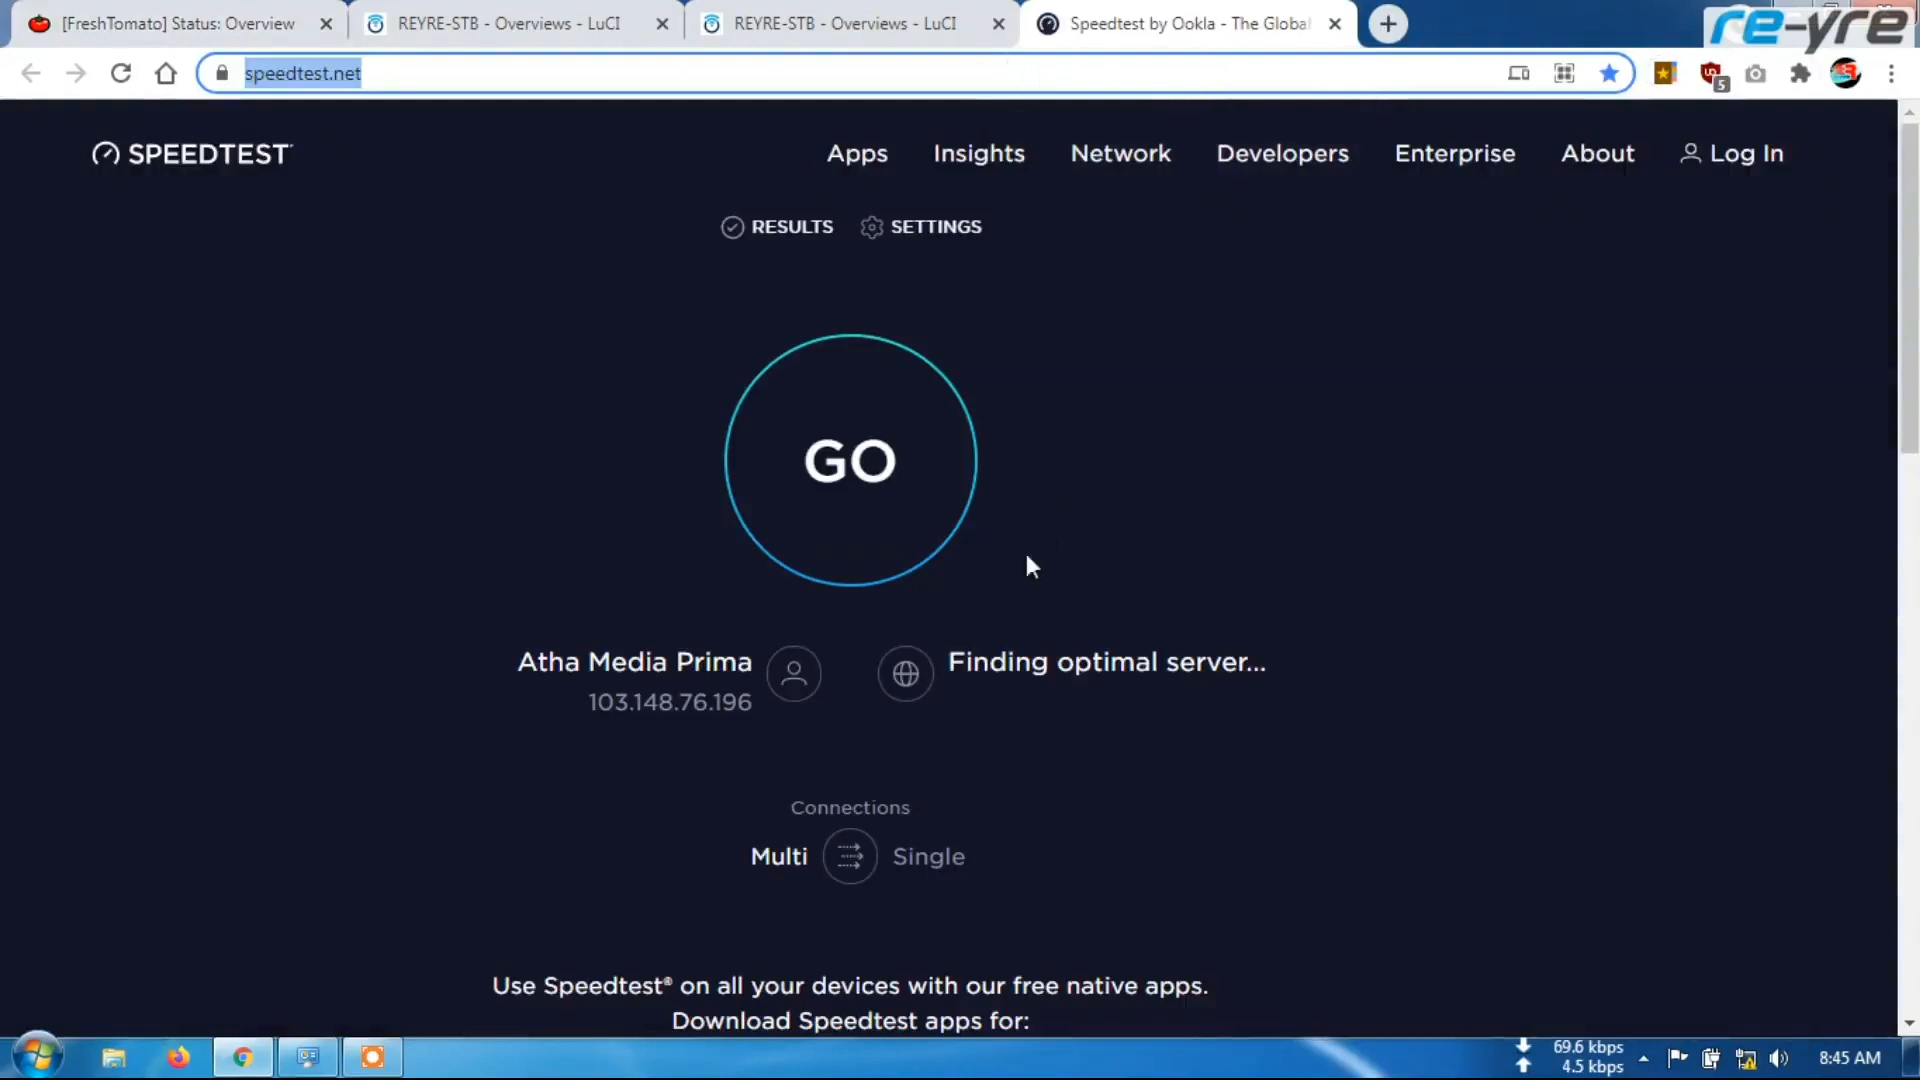 [FreshTomato] Status: Overview
REYRE-STB - Overviews - LuCI
REYRE-STB - Overviews - LuCI
Speedtest by Ookla - The Global
re-yre
speedtest.net
5
SPEEDTEST
Apps
Insights
Network
Developers
Enterprise
About
Log In
RESULTS
SETTINGS
GO
Atha Media Prima
103.148.76.196
Finding optimal server...
Connections
Multi
Single
Use Speedtest® on all your devices with our free native apps.
Download Speedtest apps for:
69.6 kbps
4.5 kbps
8:45 AM